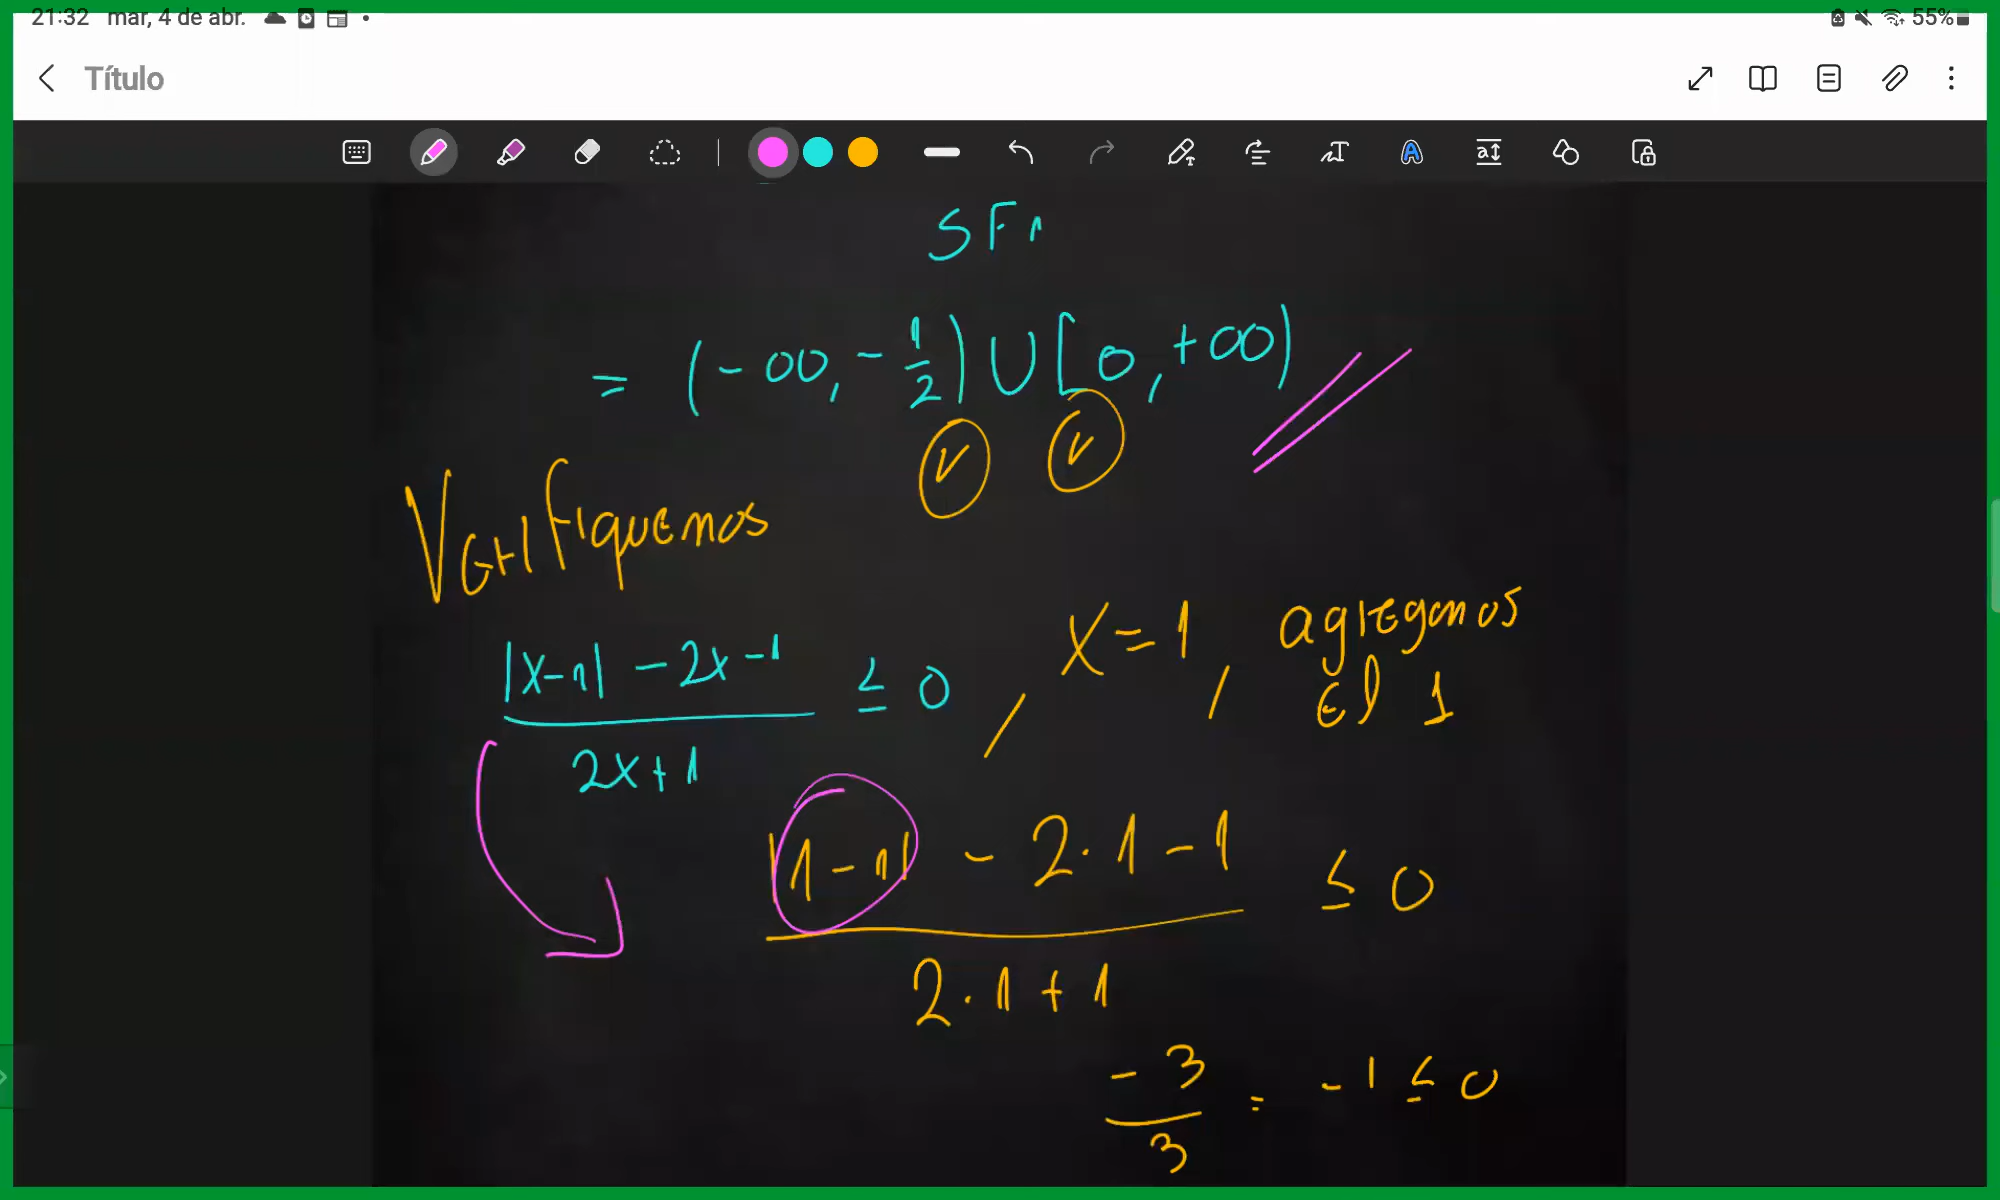 21:32 mar, 4 de abr. 55%
Título
SF
= (-∞, -1/2) U [0, +∞)
Verifiquemos
|x-1| - 2x - 1 / 2x + 1 ≤ 0 , x = 1 , agregamos el 1
|1-1| - 2·1 - 1 / 2·1 + 1 ≤ 0
-3/3 = -1 ≤ 0